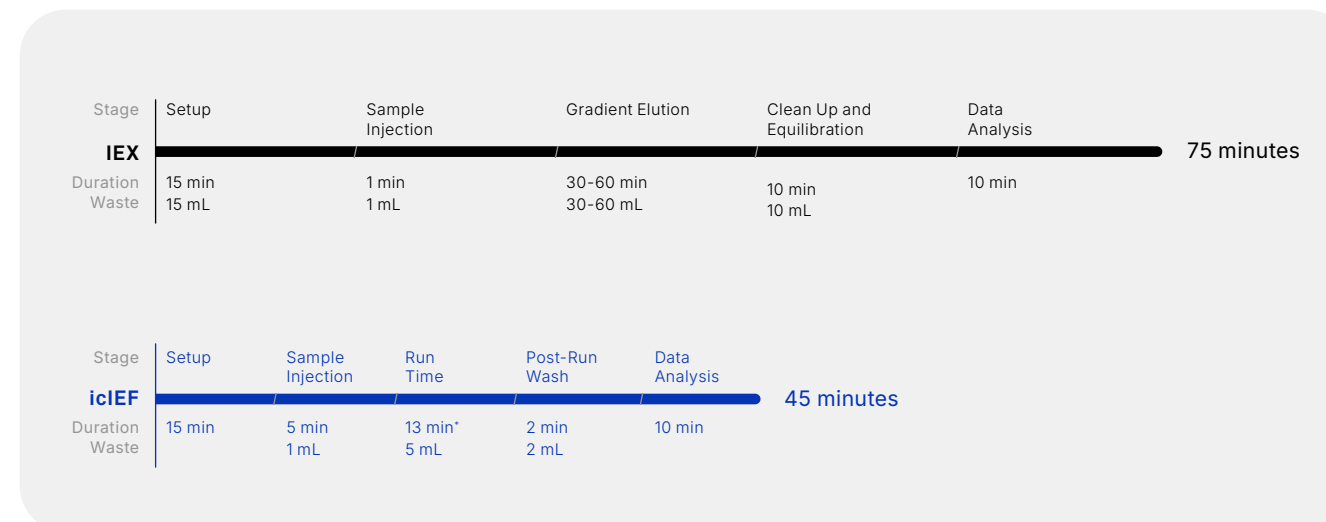 Stage Setup Sample Injection Gradient Elution Clean Up and Equilibration Data Analysis
IEX 75 minutes
Duration 15 min 1 min 30-60 min 10 min 10 min
Waste 15 mL 1 mL 30-60 mL 10 mL
Stage Setup Sample Injection Run Time Post-Run Wash Data Analysis
icIEF 45 minutes
Duration 15 min 5 min 13 min* 2 min 10 min
Waste 1 mL 5 mL 2 mL